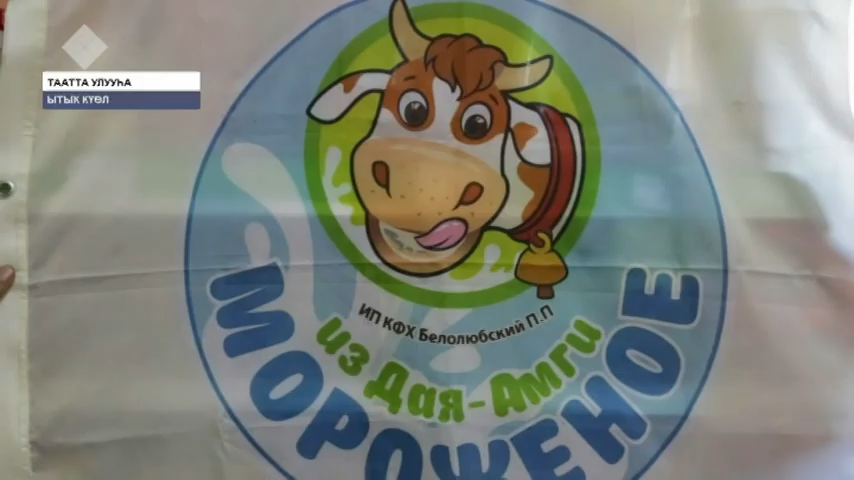 ТААТТА УЛУУҺА
ЫТЫК КҮӨЛ
ИП КФХ Белолюбский П.П
из Дая-Амги
МОРОЖЕНОЕ